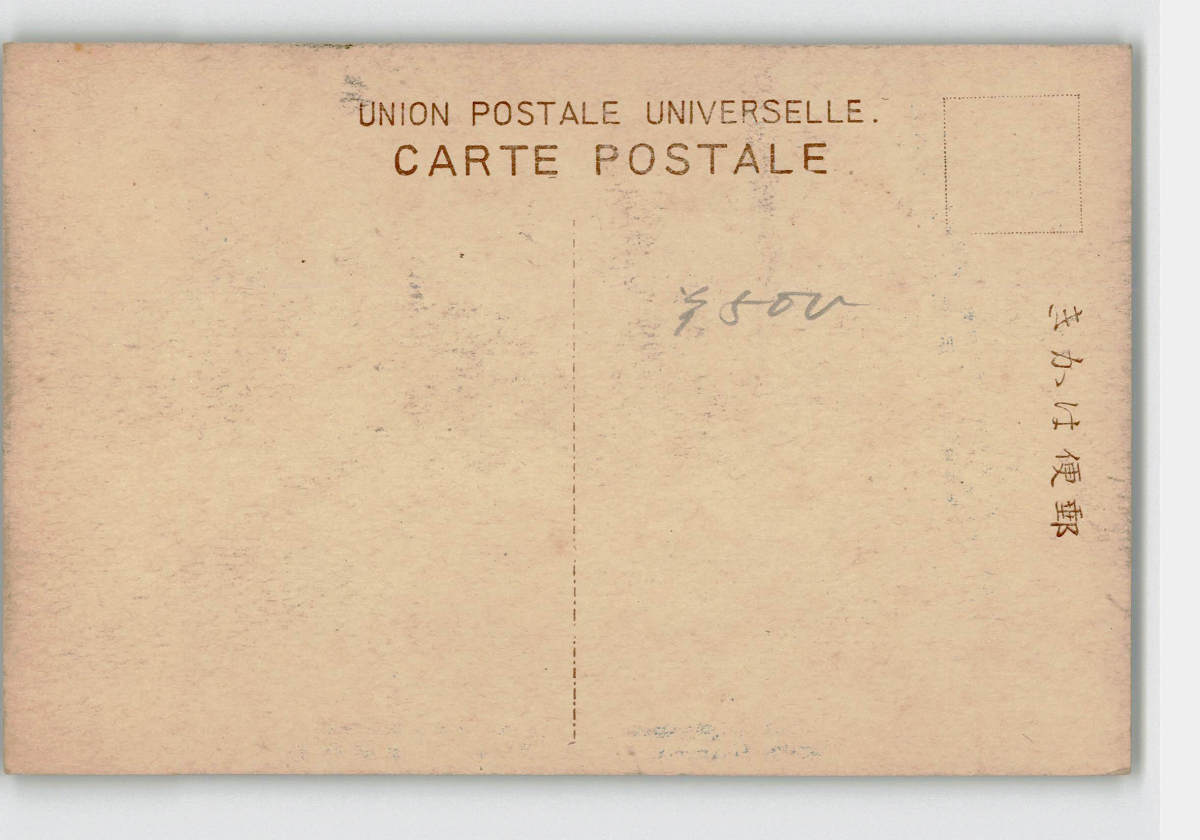 UNION POSTALE UNIVERSELLE.
CARTE POSTALE
¥500
きかは便郵